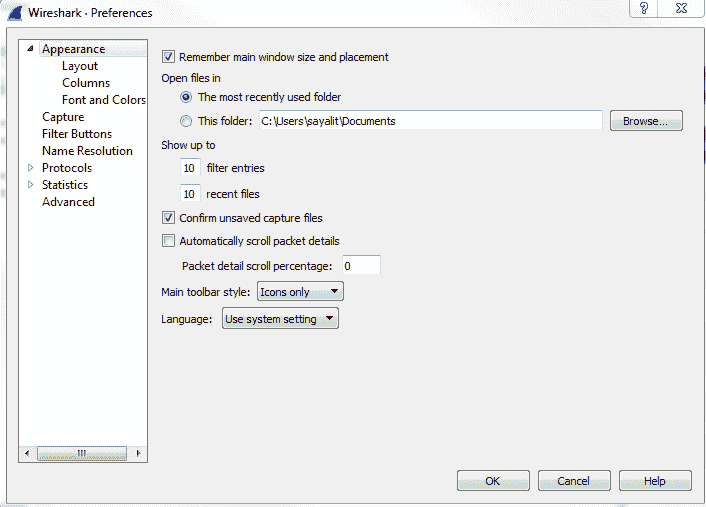 Wireshark · Preferences
Appearance
Layout
Columns
Font and Colors
Capture
Filter Buttons
Name Resolution
Protocols
Statistics
Advanced
Remember main window size and placement
Open files in
The most recently used folder
This folder: C:\Users\sayalit\Documents Browse...
Show up to
10 filter entries
10 recent files
Confirm unsaved capture files
Automatically scroll packet details
Packet detail scroll percentage: 0
Main toolbar style: Icons only
Language: Use system setting
OK Cancel Help